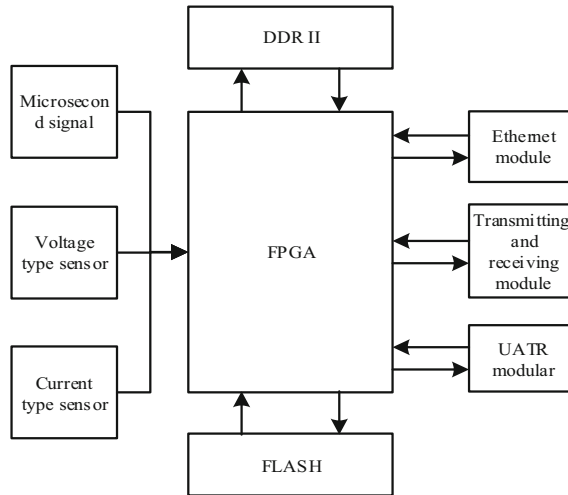 DDR II
Microsecon
d signal
Voltage
type sensor
Current
type sensor
FPGA
Ethernet
module
Transmitting
and
receiving
module
UATR
modular
FLASH